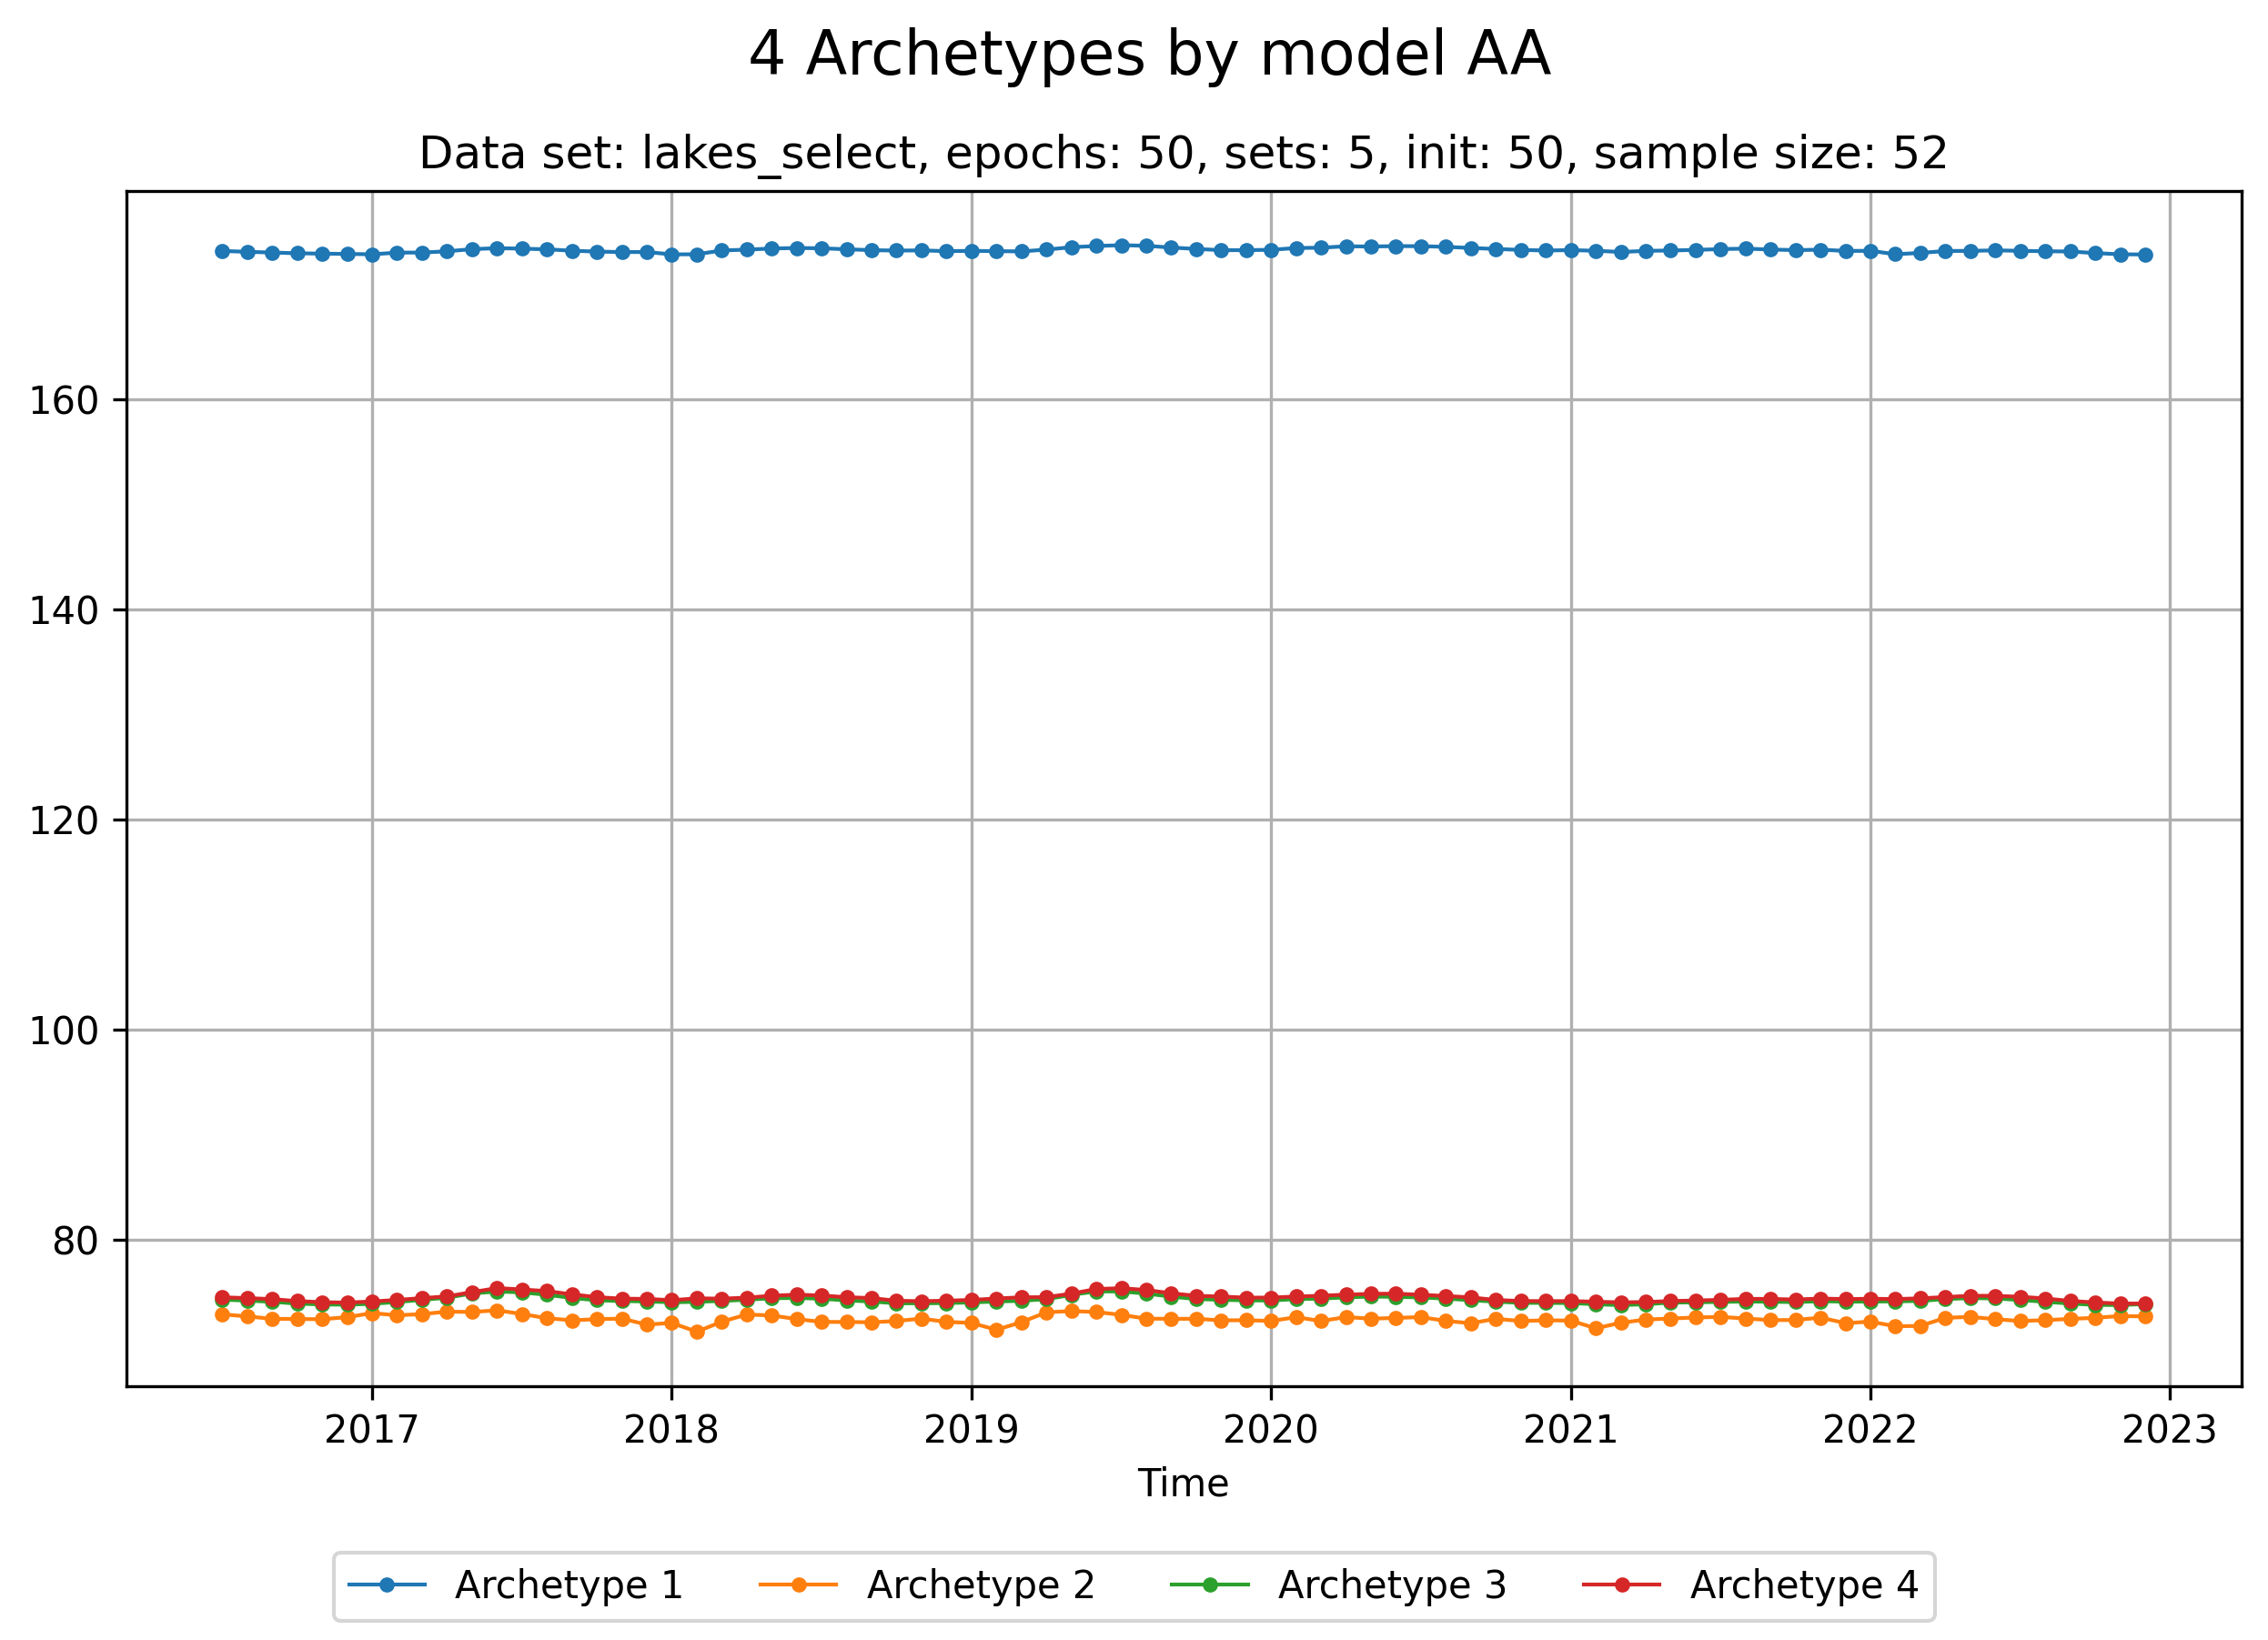 4 Archetypes by model AA
Data set: lakes_select, epochs: 50, sets: 5, init: 50, sample size: 52
160
140
120
100
80
2017 2018 2019 2020 2021 2022 2023
Time
Archetype 1 Archetype 2 Archetype 3 Archetype 4